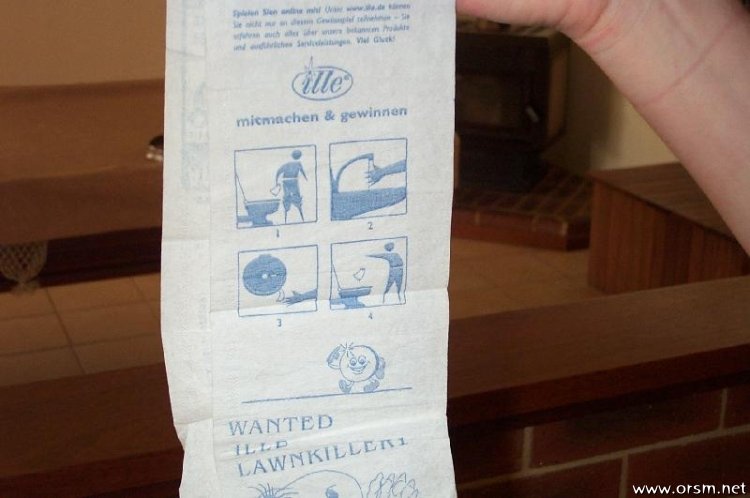 Spielen Sien online mit! Unter www.ille.de können
Sie nicht nur an diesem Gewinnspiel teilnehmen - Sie
erfahren auch alles über unsere bekannten Produkte
und ausführlichen Serviceleistungen. Viel Glück!
ille®
mitmachen & gewinnen
1
2
3
4
WANTED
ILLE
LAWNKILLER!
www.orsm.net